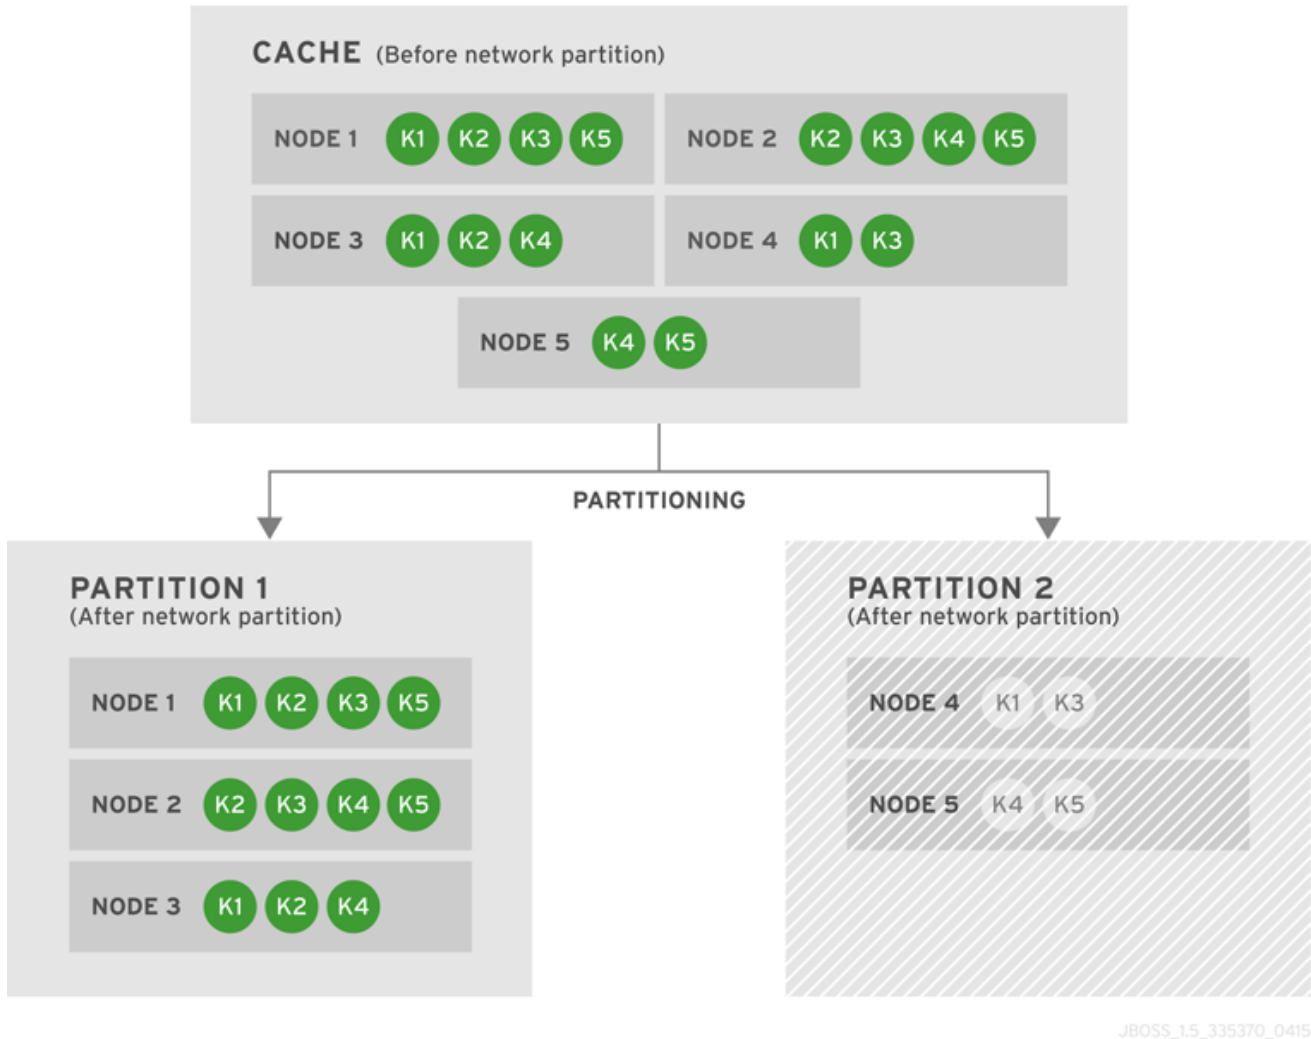 CACHE (Before network partition)
NODE 1 K1 K2 K3 K5
NODE 2 K2 K3 K4 K5
NODE 3 K1 K2 K4
NODE 4 K1 K3
NODE 5 K4 K5
PARTITIONING
PARTITION 1
(After network partition)
NODE 1 K1 K2 K3 K5
NODE 2 K2 K3 K4 K5
NODE 3 K1 K2 K4
PARTITION 2
(After network partition)
NODE 4 K1 K3
NODE 5 K4 K5
JBOSS_1.5_335370_0415